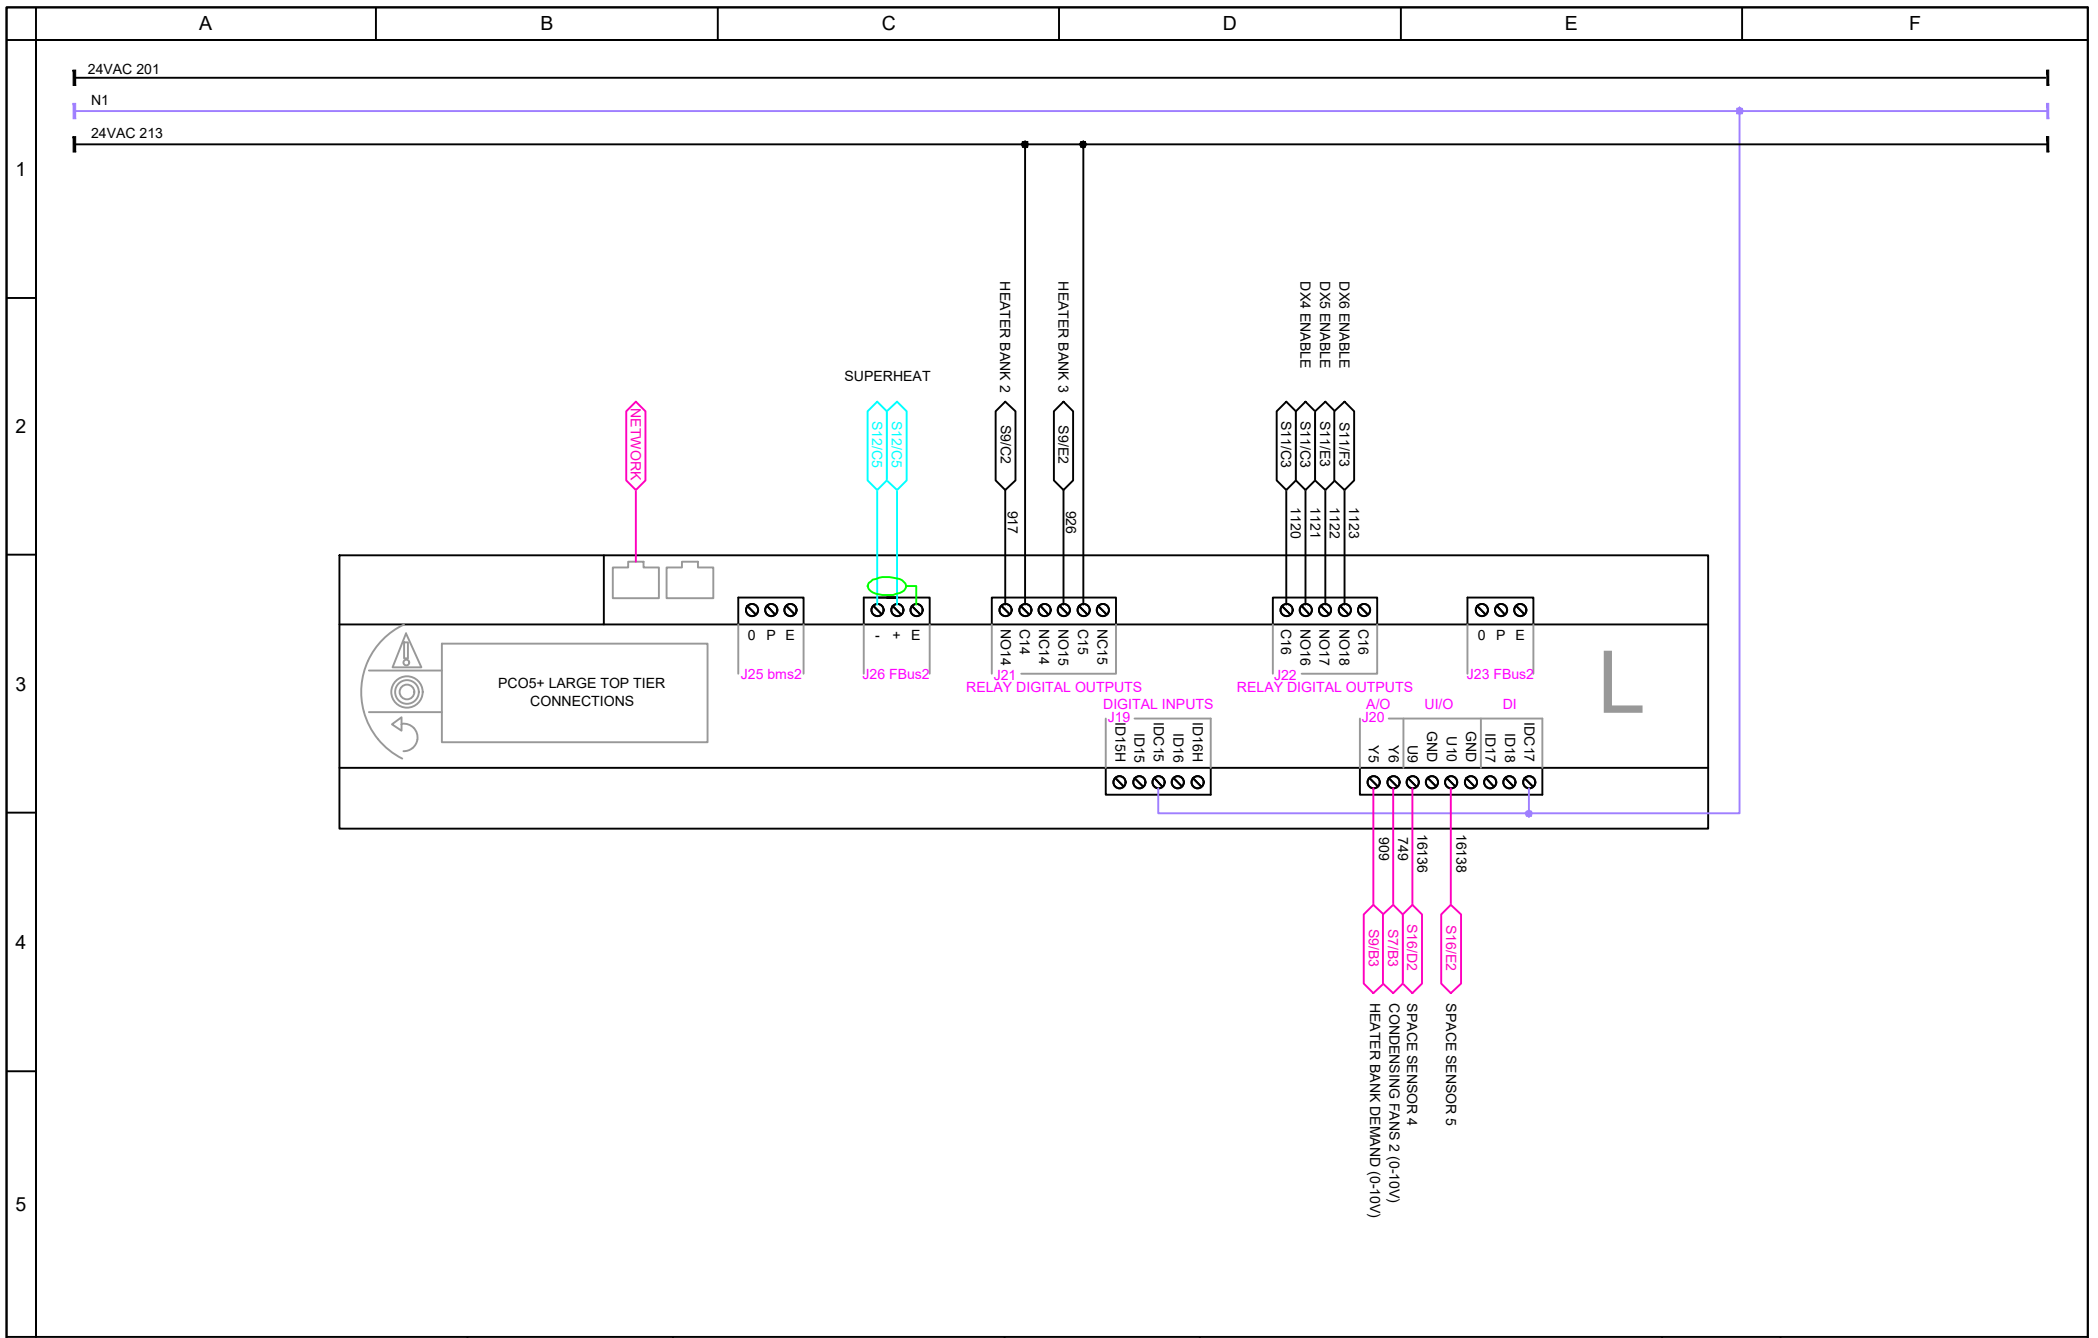 A
B
C
D
E
F
1
2
3
4
5
24VAC 201
N1
24VAC 213
HEATER BANK 2
HEATER BANK 3
DX4 ENABLE
DX5 ENABLE
DX6 ENABLE
SUPERHEAT
NETWORK
S12/C5
S12/C5
S9/C2
S9/E2
S11/C3
S11/C3
S11/E3
S11/F3
917
926
1120
1121
1122
1123
PCO5+ LARGE TOP TIER
CONNECTIONS
0 P E
J25 bms2
- + E
J26 FBus2
NO14
C14
NC14
NO15
C15
NC15
J21
RELAY DIGITAL OUTPUTS
C16
NO16
NO17
NO18
C16
J22
RELAY DIGITAL OUTPUTS
0 P E
J23 FBus2
L
DIGITAL INPUTS
J19
ID15H
ID15
IDC15
ID16
ID16H
A/O
UI/O
DI
J20
Y5
Y6
U9
GND
U10
GND
ID17
ID18
IDC17
909
749
16136
16138
S9/B3
S7/B3
S16/D2
S16/E2
HEATER BANK DEMAND (0-10V)
CONDENSING FANS 2 (0-10V)
SPACE SENSOR 4
SPACE SENSOR 5